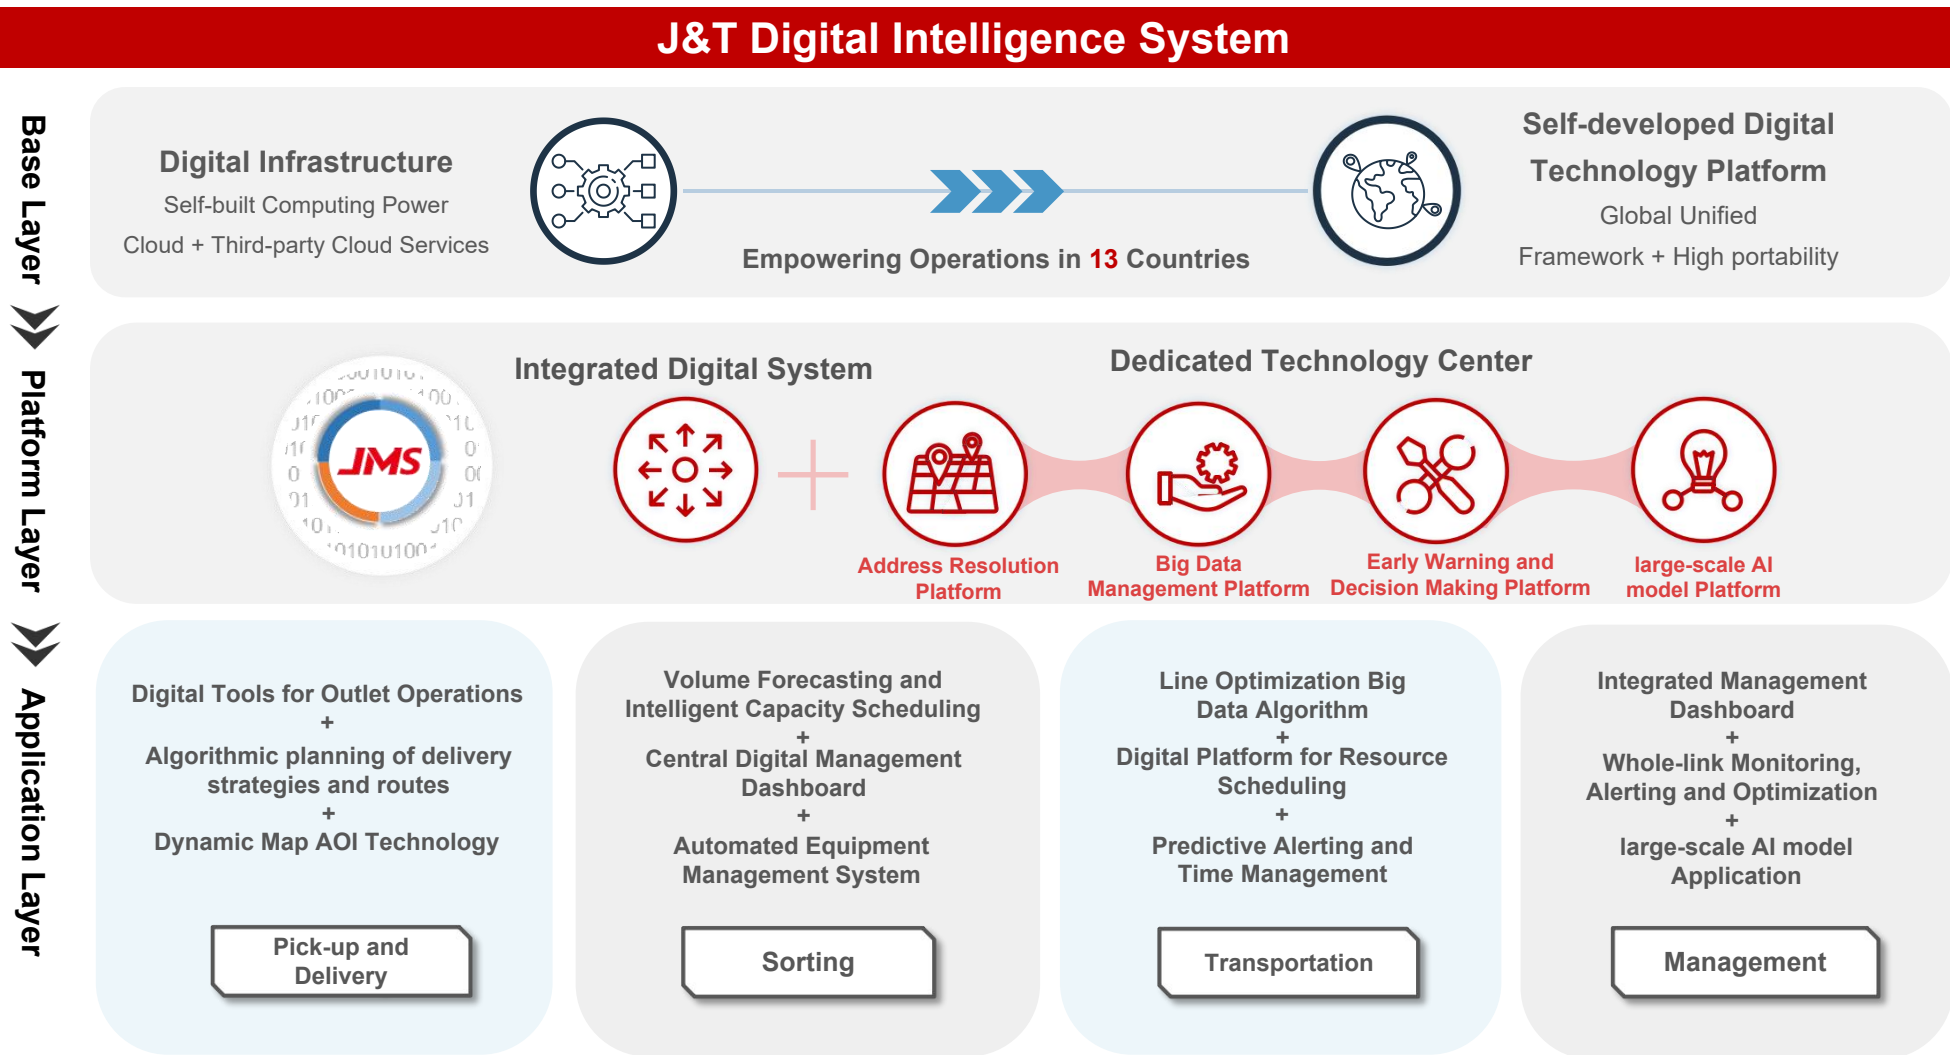 J&T Digital Intelligence System
Base Layer
Digital Infrastructure
Self-built Computing Power
Cloud + Third-party Cloud Services
Empowering Operations in 13 Countries
Self-developed Digital
Technology Platform
Global Unified
Framework + High portability
Platform Layer
JMS
Integrated Digital System
Dedicated Technology Center
Address Resolution
Platform
Big Data
Management Platform
Early Warning and
Decision Making Platform
large-scale AI
model Platform
Application Layer
Digital Tools for Outlet Operations
+
Algorithmic planning of delivery
strategies and routes
+
Dynamic Map AOI Technology
Pick-up and
Delivery
Volume Forecasting and
Intelligent Capacity Scheduling
+
Central Digital Management
Dashboard
+
Automated Equipment
Management System
Sorting
Line Optimization Big
Data Algorithm
+
Digital Platform for Resource
Scheduling
+
Predictive Alerting and
Time Management
Transportation
Integrated Management
Dashboard
+
Whole-link Monitoring,
Alerting and Optimization
+
large-scale AI model
Application
Management